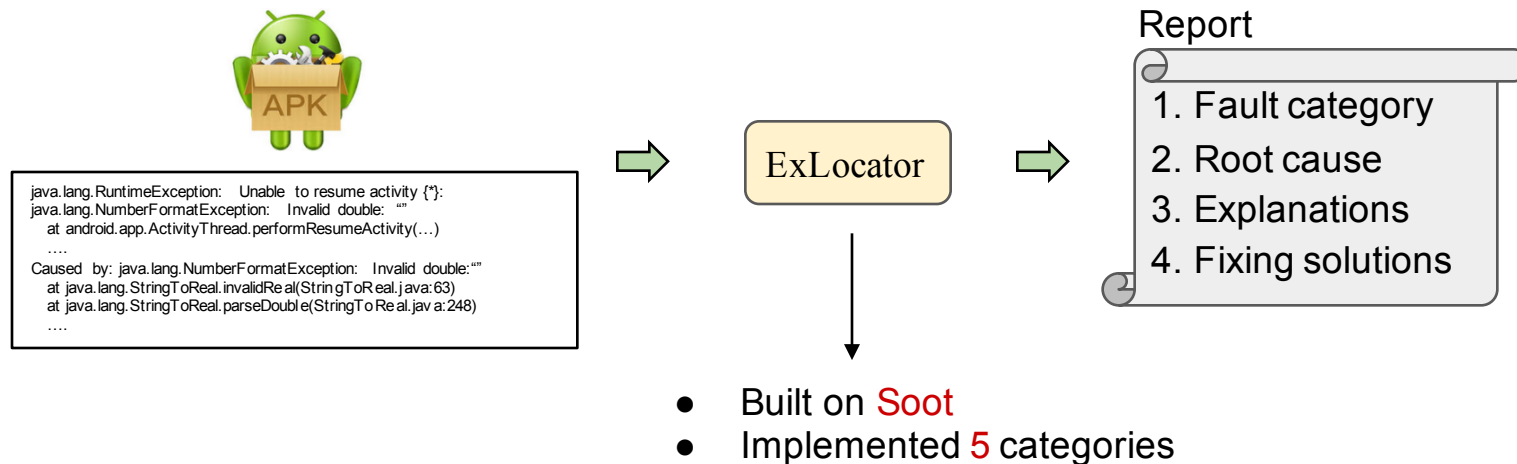 APK
java.lang.RuntimeException: Unable to resume activity {*}:
java.lang.NumberFormatException: Invalid double: “”
at android.app.ActivityThread.performResumeActivity(…)
….
Caused by: java.lang.NumberFormatException: Invalid double:“”
at java.lang.StringToReal.invalidReal(StringToReal.java:63)
at java.lang.StringToReal.parseDouble(StringToReal.java:248)
….
ExLocator
● Built on Soot
● Implemented 5 categories
Report
1. Fault category
2. Root cause
3. Explanations
4. Fixing solutions